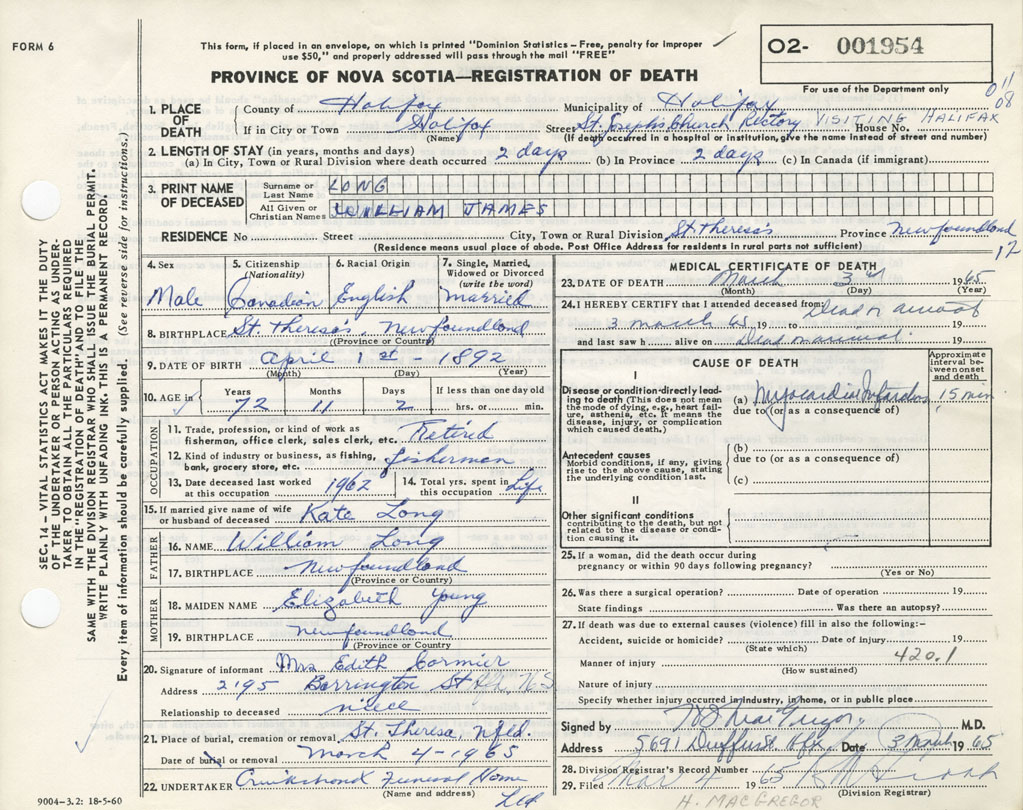 FORM 6
This form, if placed in an envelope, on which is printed "Dominion Statistics – Free, penalty for improper
use $50," and properly addressed will pass through the mail "FREE"
O2- 001954
PROVINCE OF NOVA SCOTIA—REGISTRATION OF DEATH
For use of the Department only
011
08
1. PLACE OF DEATH
County of Halifax Municipality of Halifax
If in City or Town Halifax Street St. Joseph's Church Rectory VISITING HALIFAX House No.
(Name) (If death occurred in a hospital or institution, give the name instead of street and number)
2. LENGTH OF STAY (in years, months and days)
(a) In City, Town or Rural Division where death occurred 2 days (b) In Province 2 days (c) In Canada (if immigrant)
3. PRINT NAME OF DECEASED
Surname or Last Name LONG
All Given or Christian Names WILLIAM JAMES
RESIDENCE No Street City, Town or Rural Division St Theresa's Province Newfoundland
(Residence means usual place of abode. Post Office Address for residents in rural parts not sufficient)
12
4. Sex Male
5. Citizenship (Nationality) Canadian
6. Racial Origin English
7. Single, Married, Widowed or Divorced (write the word) Married
8. BIRTHPLACE St. Theresa's, Newfoundland
(Province or Country)
9. DATE OF BIRTH April 1st - 1892
(Month) (Day) (Year)
10. AGE in Years 72 Months 11 Days 2 If less than one day old hrs. or min.
OCCUPATION
11. Trade, profession, or kind of work as fisherman, office clerk, sales clerk, etc. Retired
12. Kind of industry or business, as fishing, bank, grocery store, etc. fisherman
13. Date deceased last worked at this occupation 1962
14. Total yrs. spent in this occupation Life
15. If married give name of wife or husband of deceased Kate Long
FATHER
16. NAME William Long
17. BIRTHPLACE Newfoundland
(Province or Country)
MOTHER
18. MAIDEN NAME Elizabeth Young
19. BIRTHPLACE Newfoundland
(Province or Country)
20. Signature of informant Mrs Edith Cormier
Address 2195 Barrington St Hfx, N.S
Relationship to deceased niece
21. Place of burial, cremation or removal St. Theresa Nfld.
Date of burial or removal March 4-1965
22. UNDERTAKER Cruikshank Funeral Home
(Name and address) Ltd
9004–3.2: 18-5-60
MEDICAL CERTIFICATE OF DEATH
23. DATE OF DEATH March 3rd 1965
(Month) (Day) (Year)
24. I HEREBY CERTIFY that I attended deceased from: Dead on
3 March 65 19 to 19
and last saw h alive on Dead 19
CAUSE OF DEATH
Approximate interval between onset and death
I
Disease or condition directly leading to death (This does not mean the mode of dying, e.g., heart failure, asthenia, etc. it means the disease, injury, or complication which caused death.)
(a) Myocardial Infarction 15 min
due to (or as a consequence of)
Antecedent causes
Morbid conditions, if any, giving rise to the above cause, stating the underlying condition last.
(b)
due to (or as a consequence of)
(c)
II
Other significant conditions
contributing to the death, but not related to the disease or condition causing it.
25. If a woman, did the death occur during
pregnancy or within 90 days following pregnancy?
(Yes or No)
26. Was there a surgical operation? Date of operation 19
State findings Was there an autopsy?
27. If death was due to external causes (violence) fill in also the following:–
Accident, suicide or homicide? Date of injury 19
(State which)
420.1
Manner of injury
(How sustained)
Nature of injury
Specify whether injury occurred in industry, in home, or in public place
Signed by H MacGregor M.D.
Address 5691 Duffus St Hfx Date 3 March 1965
28. Division Registrar's Record Number
29. Filed Mar 4 1965
(Division Registrar)
H. MACGREGOR
SEC. 14 – VITAL STATISTICS ACT MAKES IT THE DUTY
OF THE UNDERTAKER OR PERSON ACTING AS UNDER-
TAKER TO OBTAIN ALL THE PARTICULARS REQUIRED
IN THE "REGISTRATION OF DEATH" AND TO FILE THE
SAME WITH THE DIVISION REGISTRAR WHO SHALL ISSUE THE BURIAL PERMIT.
WRITE PLAINLY WITH UNFADING INK. THIS IS A PERMANENT RECORD.
Every item of information should be carefully supplied. (See reverse side for instructions.)